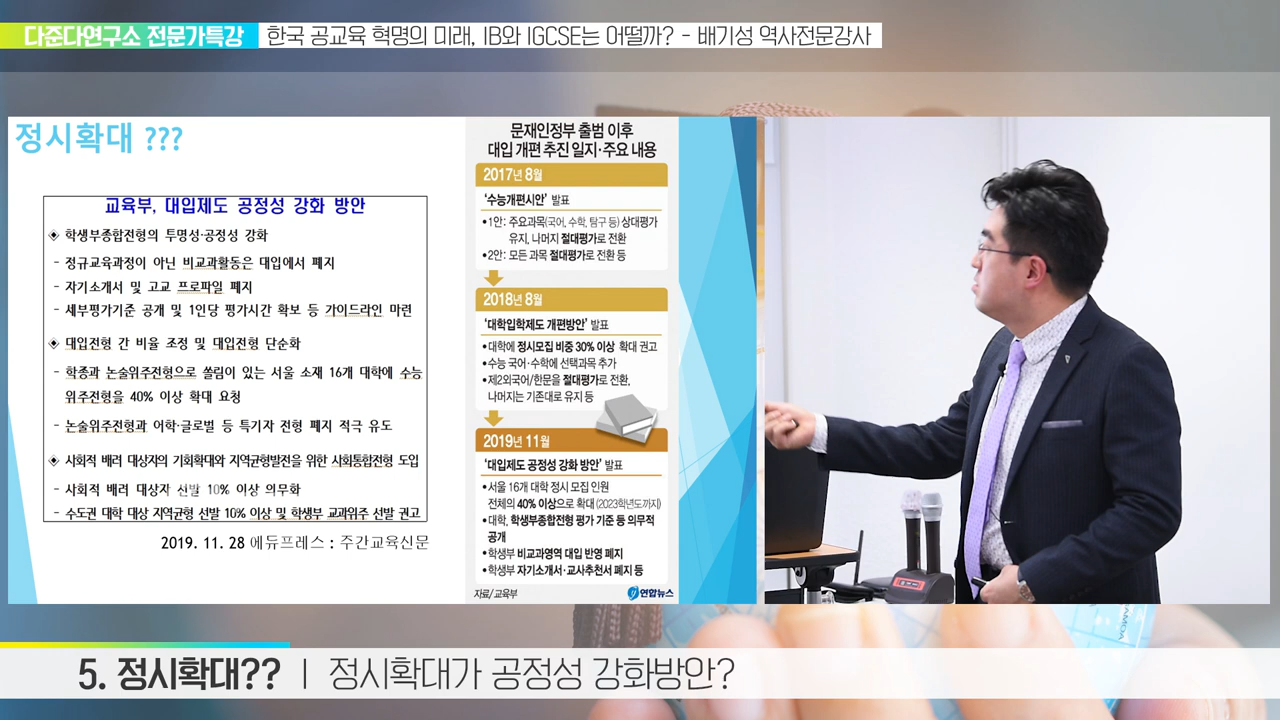 다준다연구소 전문가특강 한국 공교육 혁명의 미래, IB와 IGCSE는 어떨까? - 배기성 역사전문강사
정시확대 ???
교육부, 대입제도 공정성 강화 방안
◈ 학생부종합전형의 투명성·공정성 강화
- 정규교육과정이 아닌 비교과활동은 대입에서 폐지
- 자기소개서 및 고교 프로파일 폐지
- 세부평가기준 공개 및 1인당 평가시간 확보 등 가이드라인 마련
◈ 대입전형 간 비율 조정 및 대입전형 단순화
- 학종과 논술위주전형으로 쏠림이 있는 서울 소재 16개 대학에 수능
위주전형을 40% 이상 확대 요청
- 논술위주전형과 어학·글로벌 등 특기자 전형 폐지 적극 유도
◈ 사회적 배려 대상자의 기회확대와 지역균형발전을 위한 사회통합전형 도입
- 사회적 배려 대상자 선발 10% 이상 의무화
- 수도권 대학 대상 지역균형 선발 10% 이상 및 학생부 교과위주 선발 권고
2019. 11. 28 에듀프레스 : 주간교육신문
문재인정부 출범 이후
대입 개편 추진 일지·주요 내용
2017년 8월
‘수능개편시안’ 발표
•1안: 주요과목(국어, 수학, 탐구 등) 상대평가
유지, 나머지 절대평가로 전환
•2안: 모든 과목 절대평가로 전환 등
2018년 8월
‘대학입학제도 개편방안’ 발표
•대학에 정시모집 비중 30% 이상 확대 권고
•수능 국어·수학에 선택과목 추가
•제2외국어/한문을 절대평가로 전환,
나머지는 기존대로 유지 등
2019년 11월
‘대입제도 공정성 강화 방안’ 발표
•서울 16개 대학 정시 모집 인원
전체의 40% 이상으로 확대 (2023학년도까지)
•대학, 학생부종합전형 평가 기준 등 의무적
공개
•학생부 비교과영역 대입 반영 폐지
•학생부 자기소개서·교사추천서 폐지 등
자료/교육부
연합뉴스
SAMOA
5. 정시확대?? ㅣ 정시확대가 공정성 강화방안?